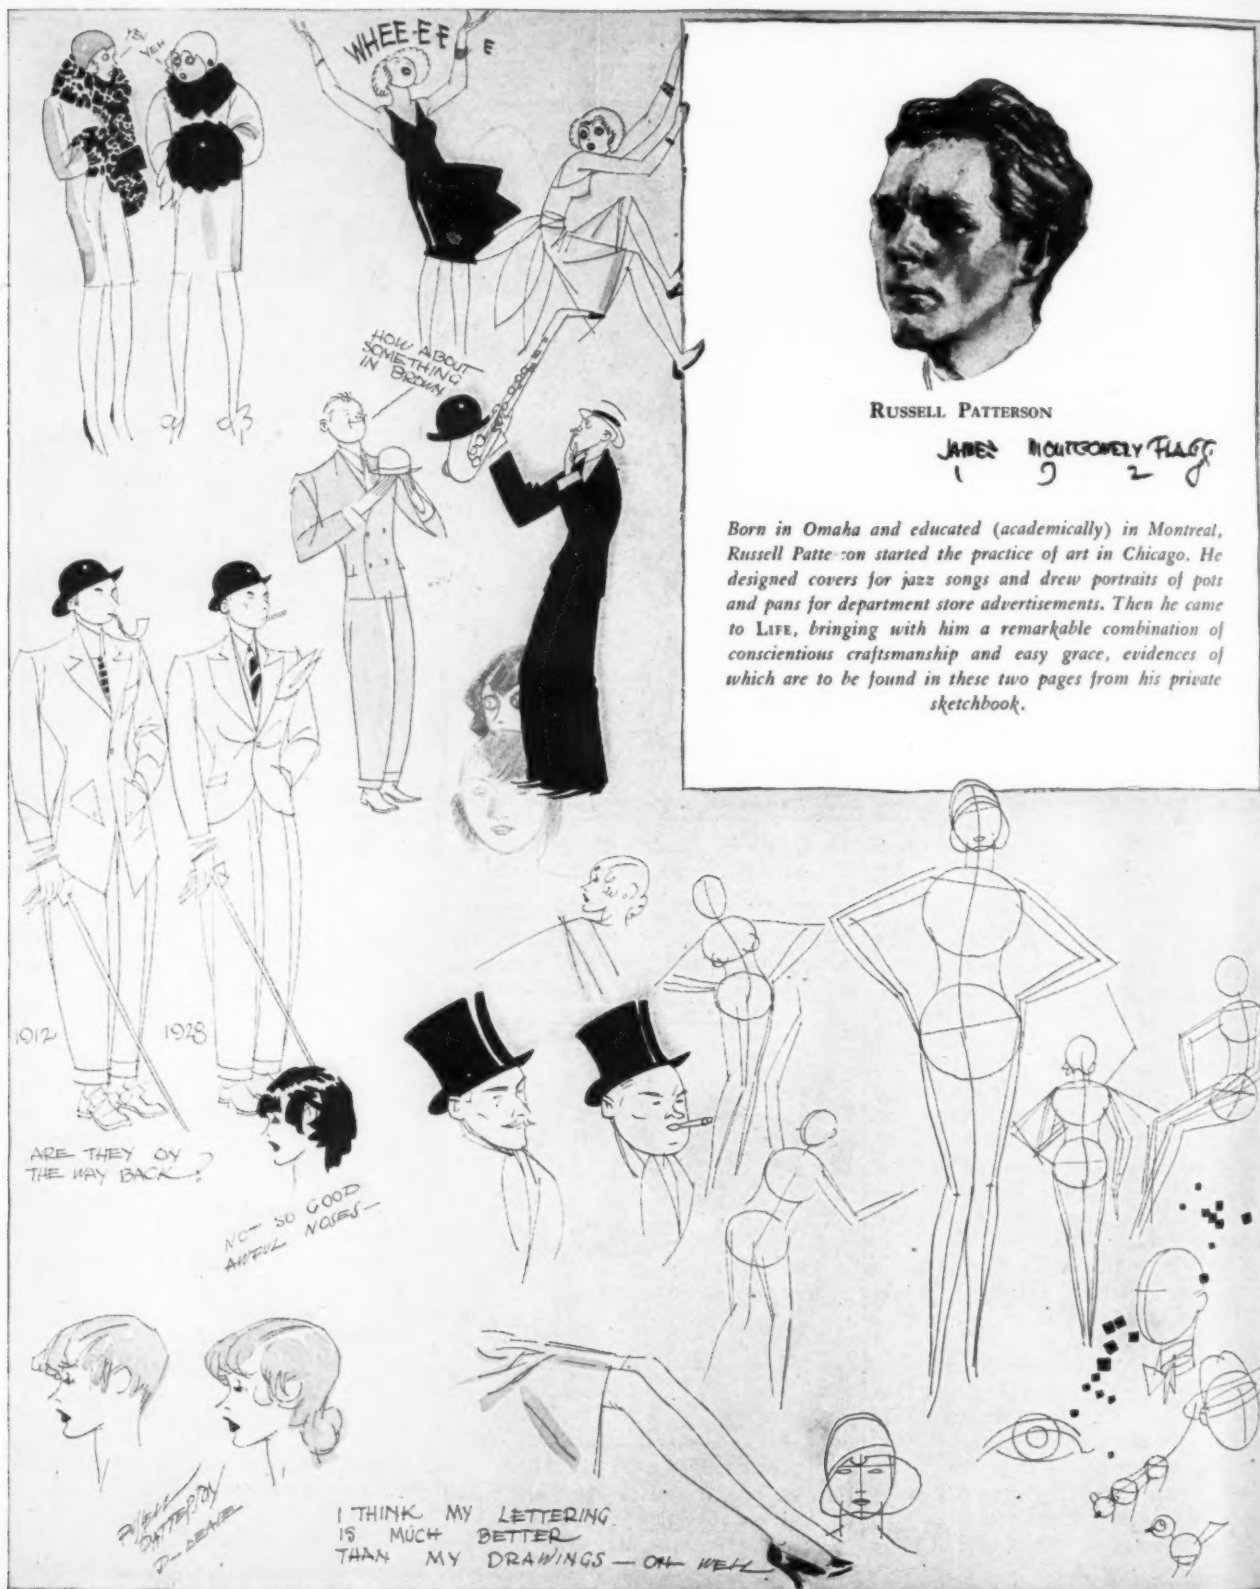 YEH
WHEE-E-E E
HOW ABOUT
SOMETHING
IN BROWN
RUSSELL PATTERSON
JAMES MONTGOMERY FLAGG
1 9 2 8
Born in Omaha and educated (academically) in Montreal,
Russell Patte son started the practice of art in Chicago. He
designed covers for jazz songs and drew portraits of pots
and pans for department store advertisements. Then he came
to LIFE, bringing with him a remarkable combination of
conscientious craftsmanship and easy grace, evidences of
which are to be found in these two pages from his private
sketchbook.
1912
1928
ARE THEY ON
THE WAY BACK?
NOT SO GOOD
AWFUL NOSES—
RUSSELL
PATTERSON
I THINK MY LETTERING
IS MUCH BETTER
THAN MY DRAWINGS — OH WELL